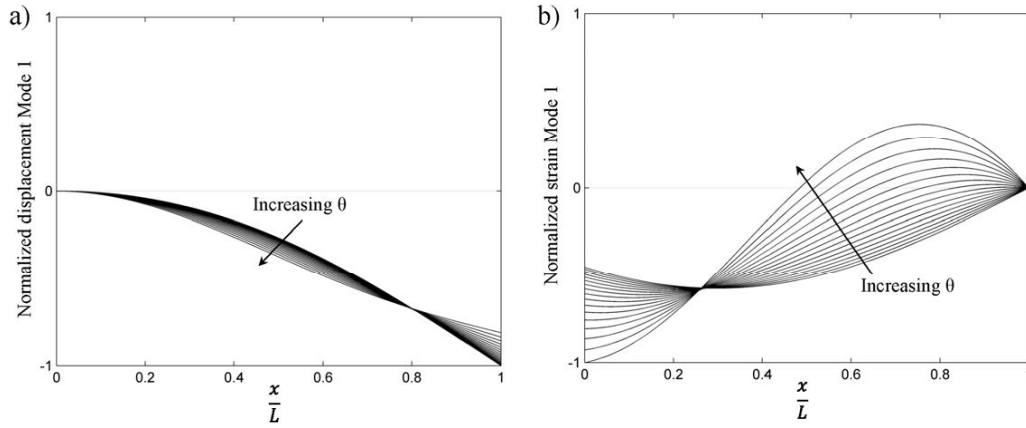 a)
1
0
-1
Normalized displacement Mode 1
Increasing θ
0
0.2
0.4
0.6
0.8
1
x
L
b)
1
0
-1
Normalized strain Mode 1
Increasing θ
0
0.2
0.4
0.6
0.8
1
x
L